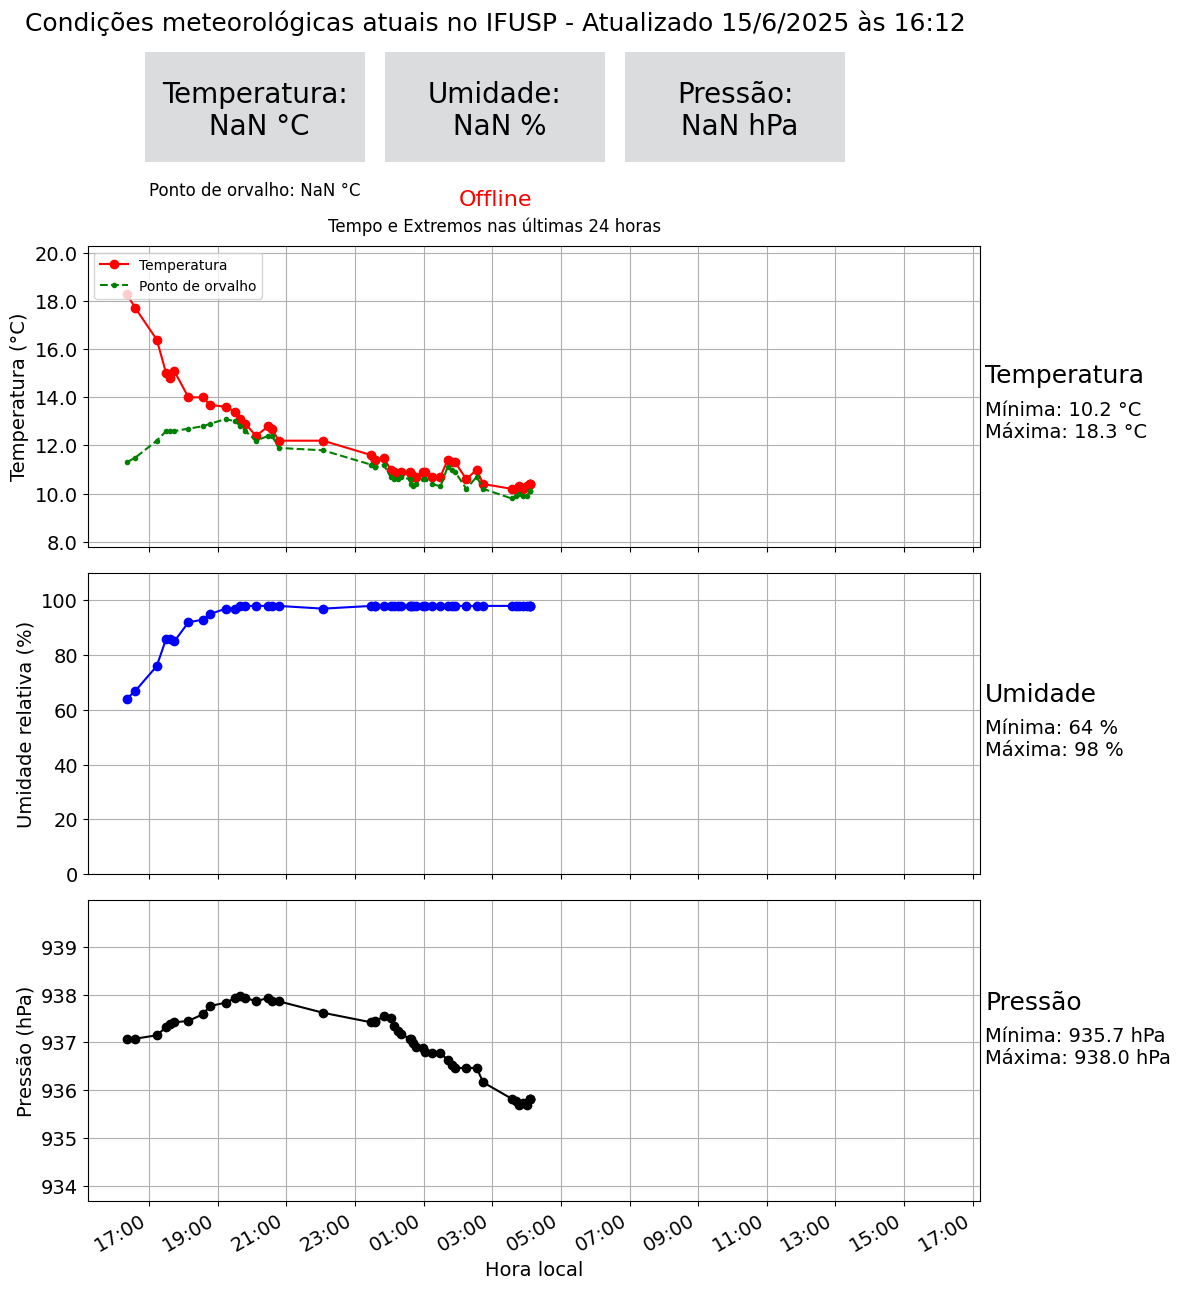 Condições meteorológicas atuais no IFUSP - Atualizado 15/6/2025 às 16:12
Temperatura:
NaN °C
Umidade:
NaN %
Pressão:
NaN hPa
Ponto de orvalho: NaN °C
Offline
Tempo e Extremos nas últimas 24 horas
Temperatura (°C)
20.0
18.0
16.0
14.0
12.0
10.0
8.0
Temperatura
Ponto de orvalho
Temperatura
Mínima: 10.2 °C
Máxima: 18.3 °C
Umidade relativa (%)
100
80
60
40
20
0
Umidade
Mínima: 64 %
Máxima: 98 %
Pressão (hPa)
939
938
937
936
935
934
Pressão
Mínima: 935.7 hPa
Máxima: 938.0 hPa
17:00 19:00 21:00 23:00 01:00 03:00 05:00 07:00 09:00 11:00 13:00 15:00 17:00
Hora local